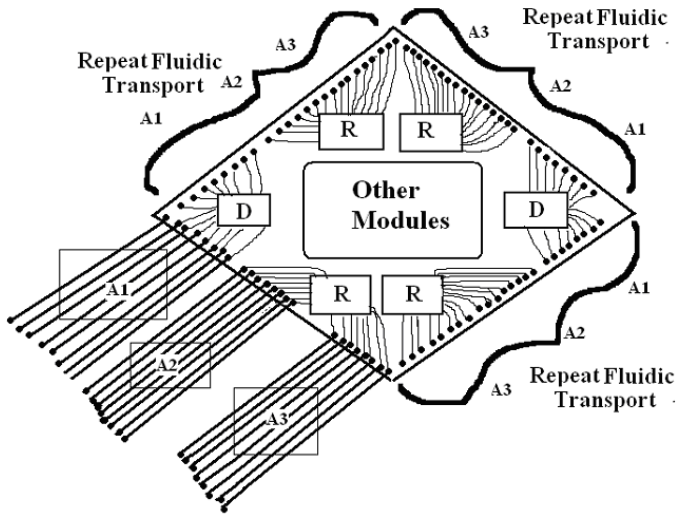 A3
Repeat Fluidic
Transport
A2
A1
A3
Repeat Fluidic
Transport
A2
A1
R
R
D
Other
Modules
D
R
R
A1
A2
A3
A1
A2
A3
Repeat Fluidic
Transport